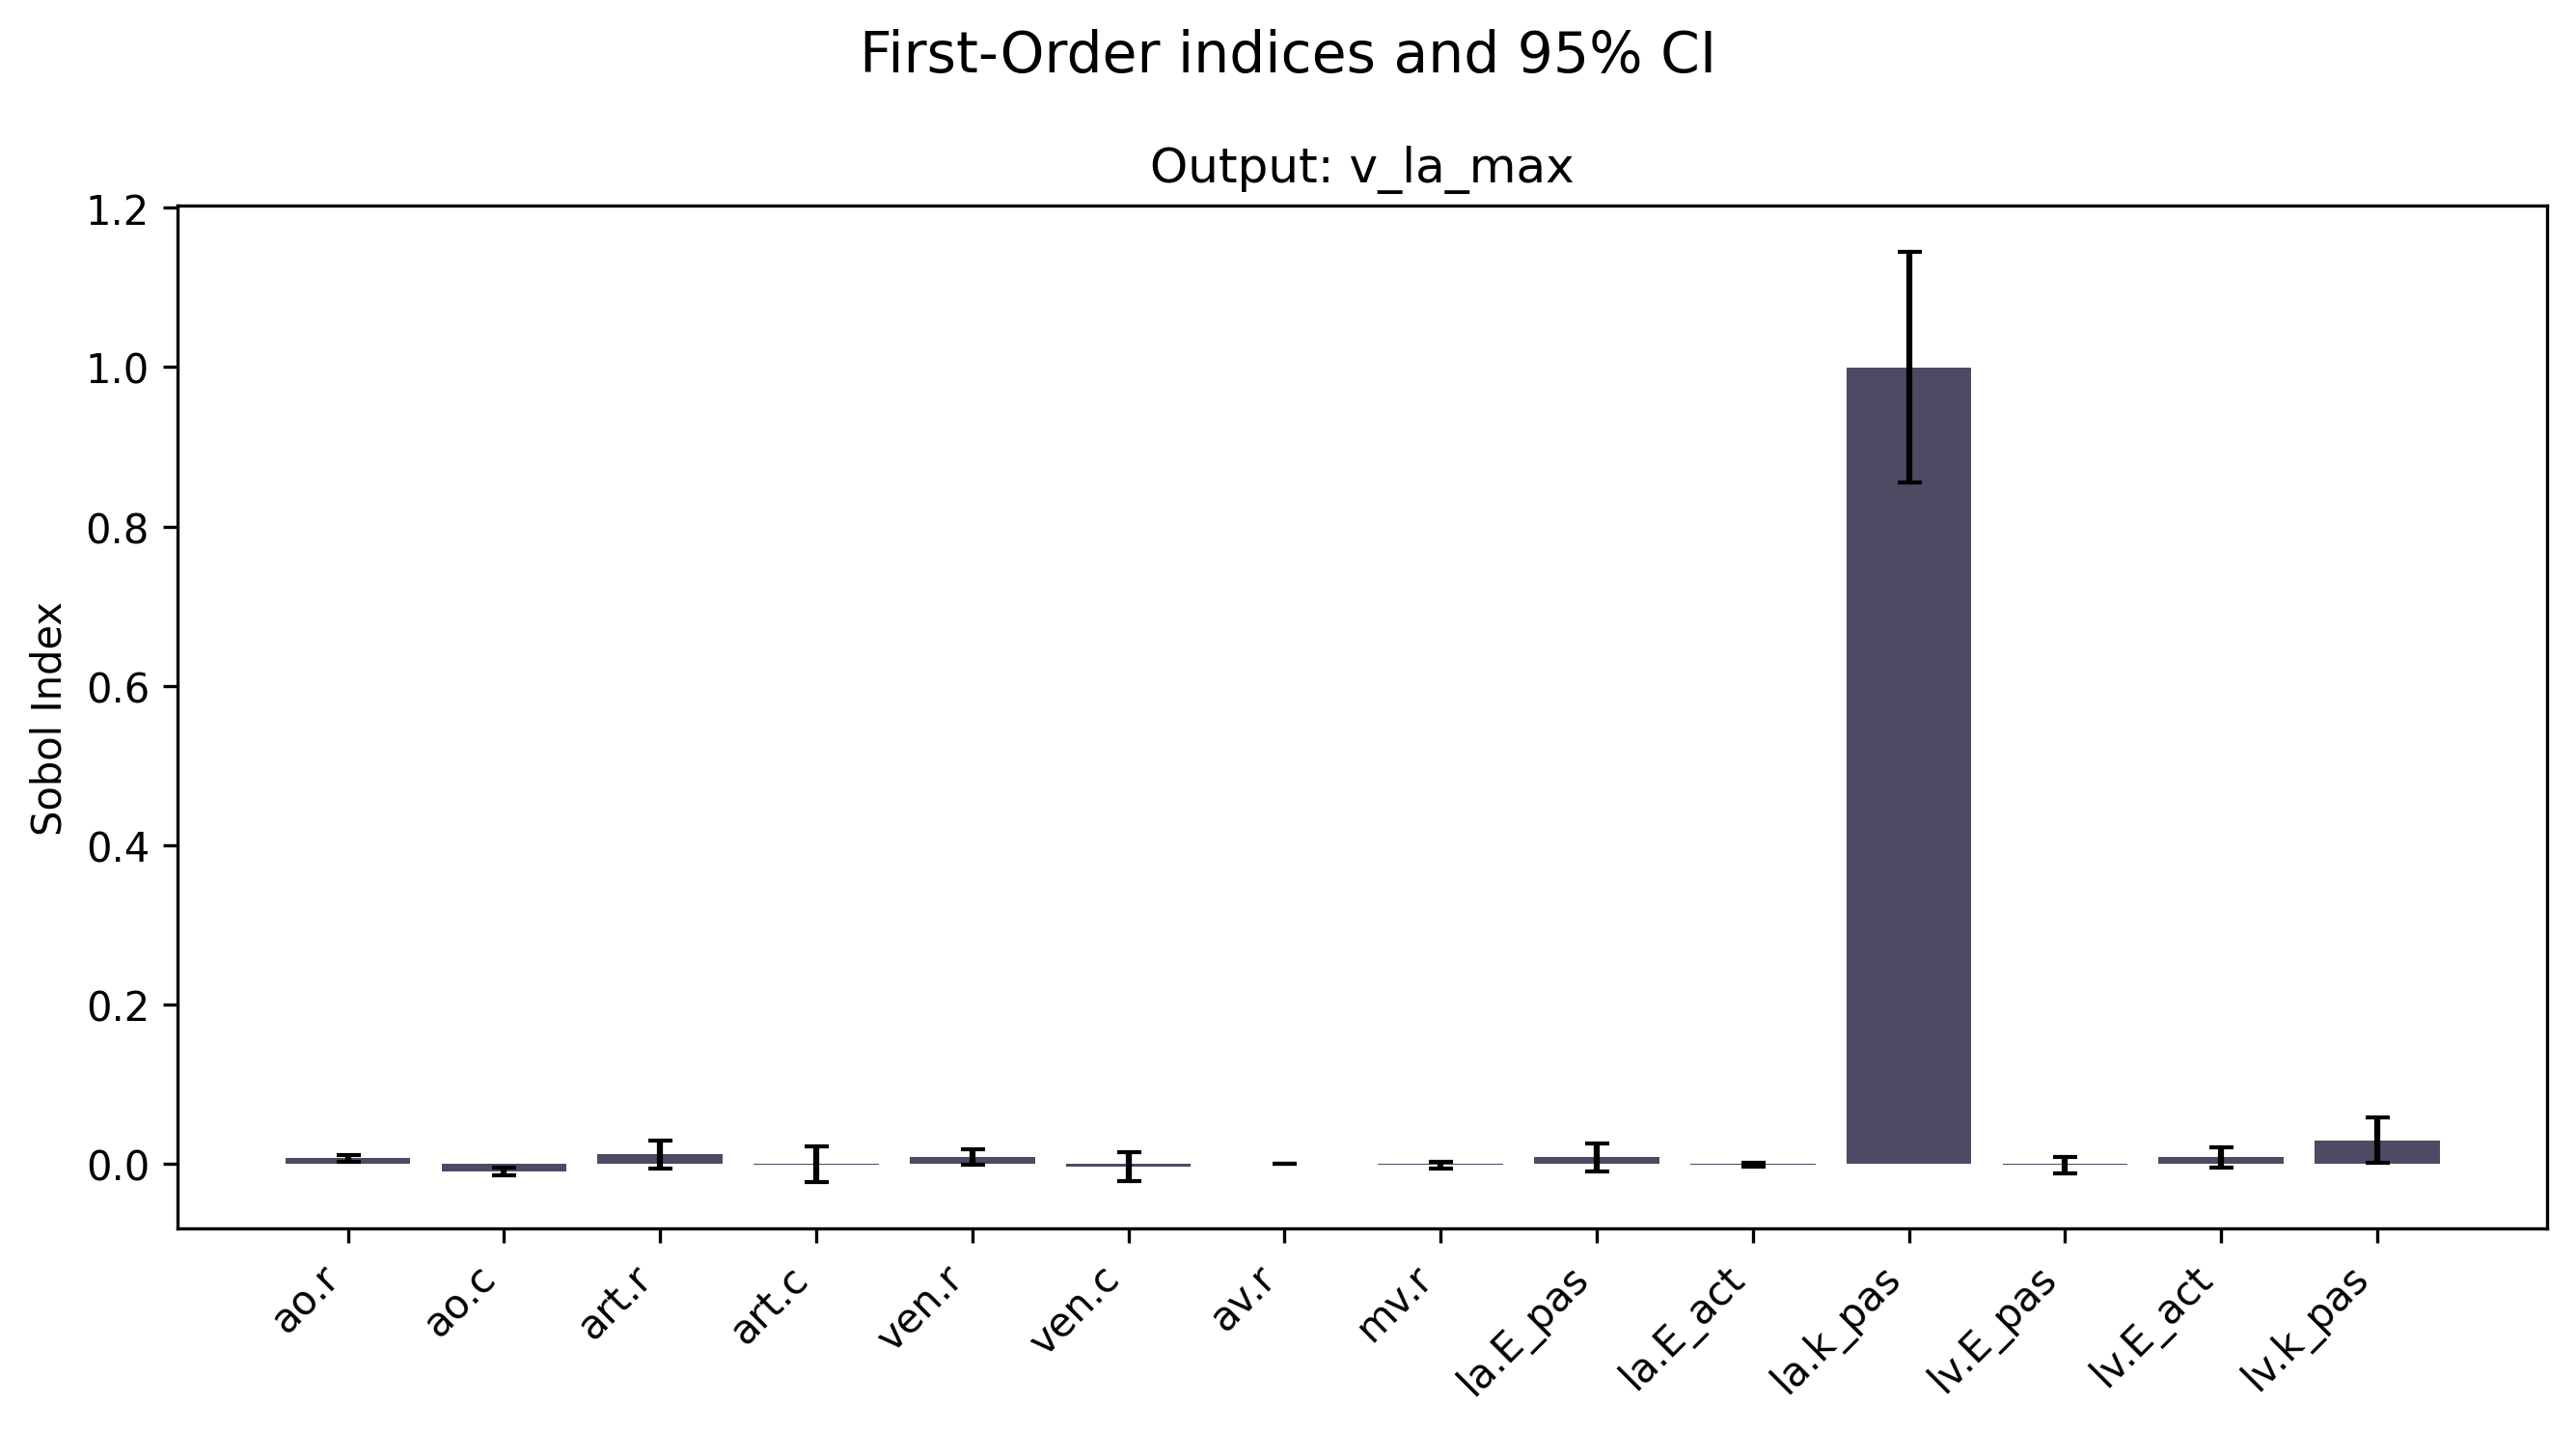 First-Order indices and 95% CI
Output: v_la_max
Sobol Index
1.2
1.0
0.8
0.6
0.4
0.2
0.0
ao.r
ao.c
art.r
art.c
ven.r
ven.c
av.r
mv.r
la.E_pas
la.E_act
la.k_pas
lv.E_pas
lv.E_act
lv.k_pas